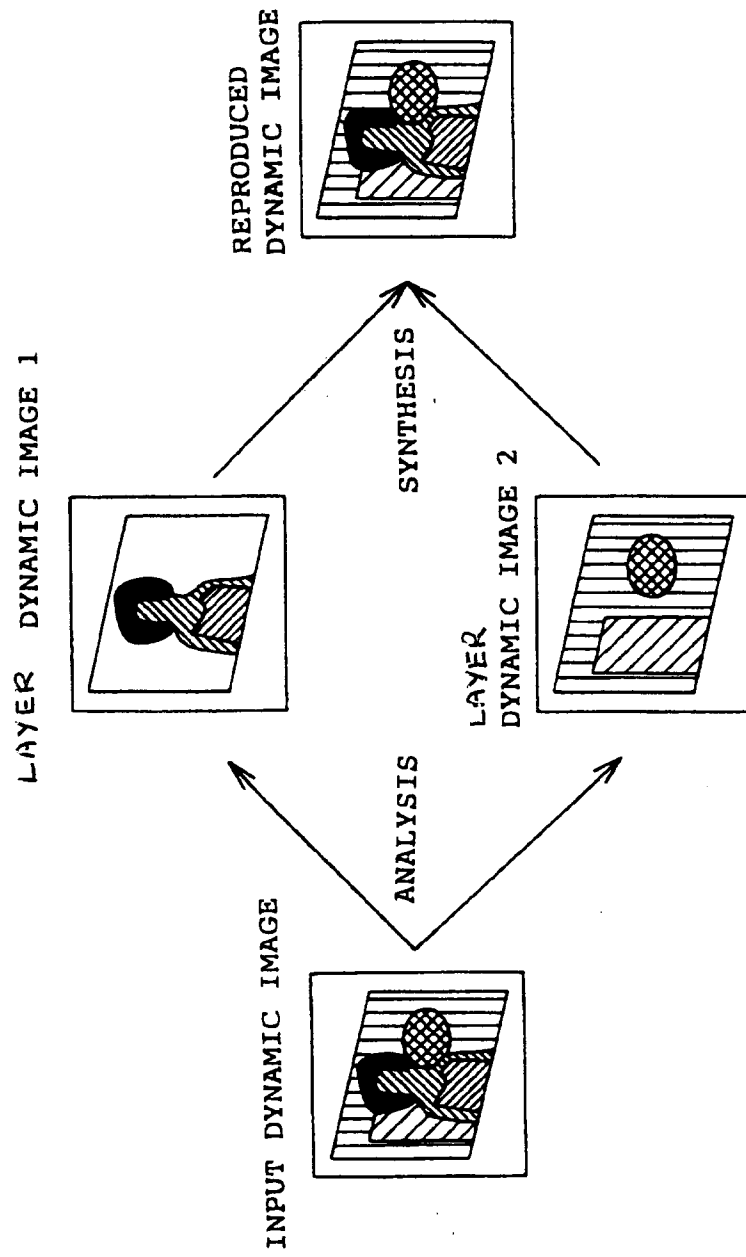 INPUT DYNAMIC IMAGE
ANALYSIS
LAYER DYNAMIC IMAGE 1
LAYER
DYNAMIC IMAGE 2
SYNTHESIS
REPRODUCED
DYNAMIC IMAGE